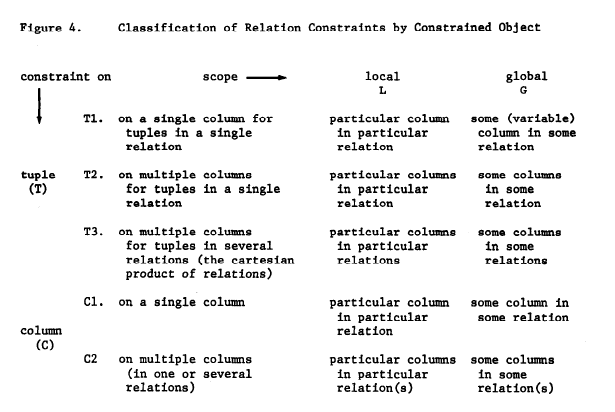 Figure 4. Classification of Relation Constraints by Constrained Object
constraint on scope ⟶ local global
L G
T1. on a single column for particular column some (variable)
tuples in a single in particular column in some
relation relation relation
tuple T2. on multiple columns particular columns some columns
(T) for tuples in a single in particular in some
relation relation relation
T3. on multiple columns particular columns some columns
for tuples in several in particular in some
relations (the cartesian relations relations
product of relations)
C1. on a single column particular column some column in
in particular some relation
column relation
(C)
C2 on multiple columns particular columns some columns
(in one or several in particular in some
relations) relation(s) relation(s)